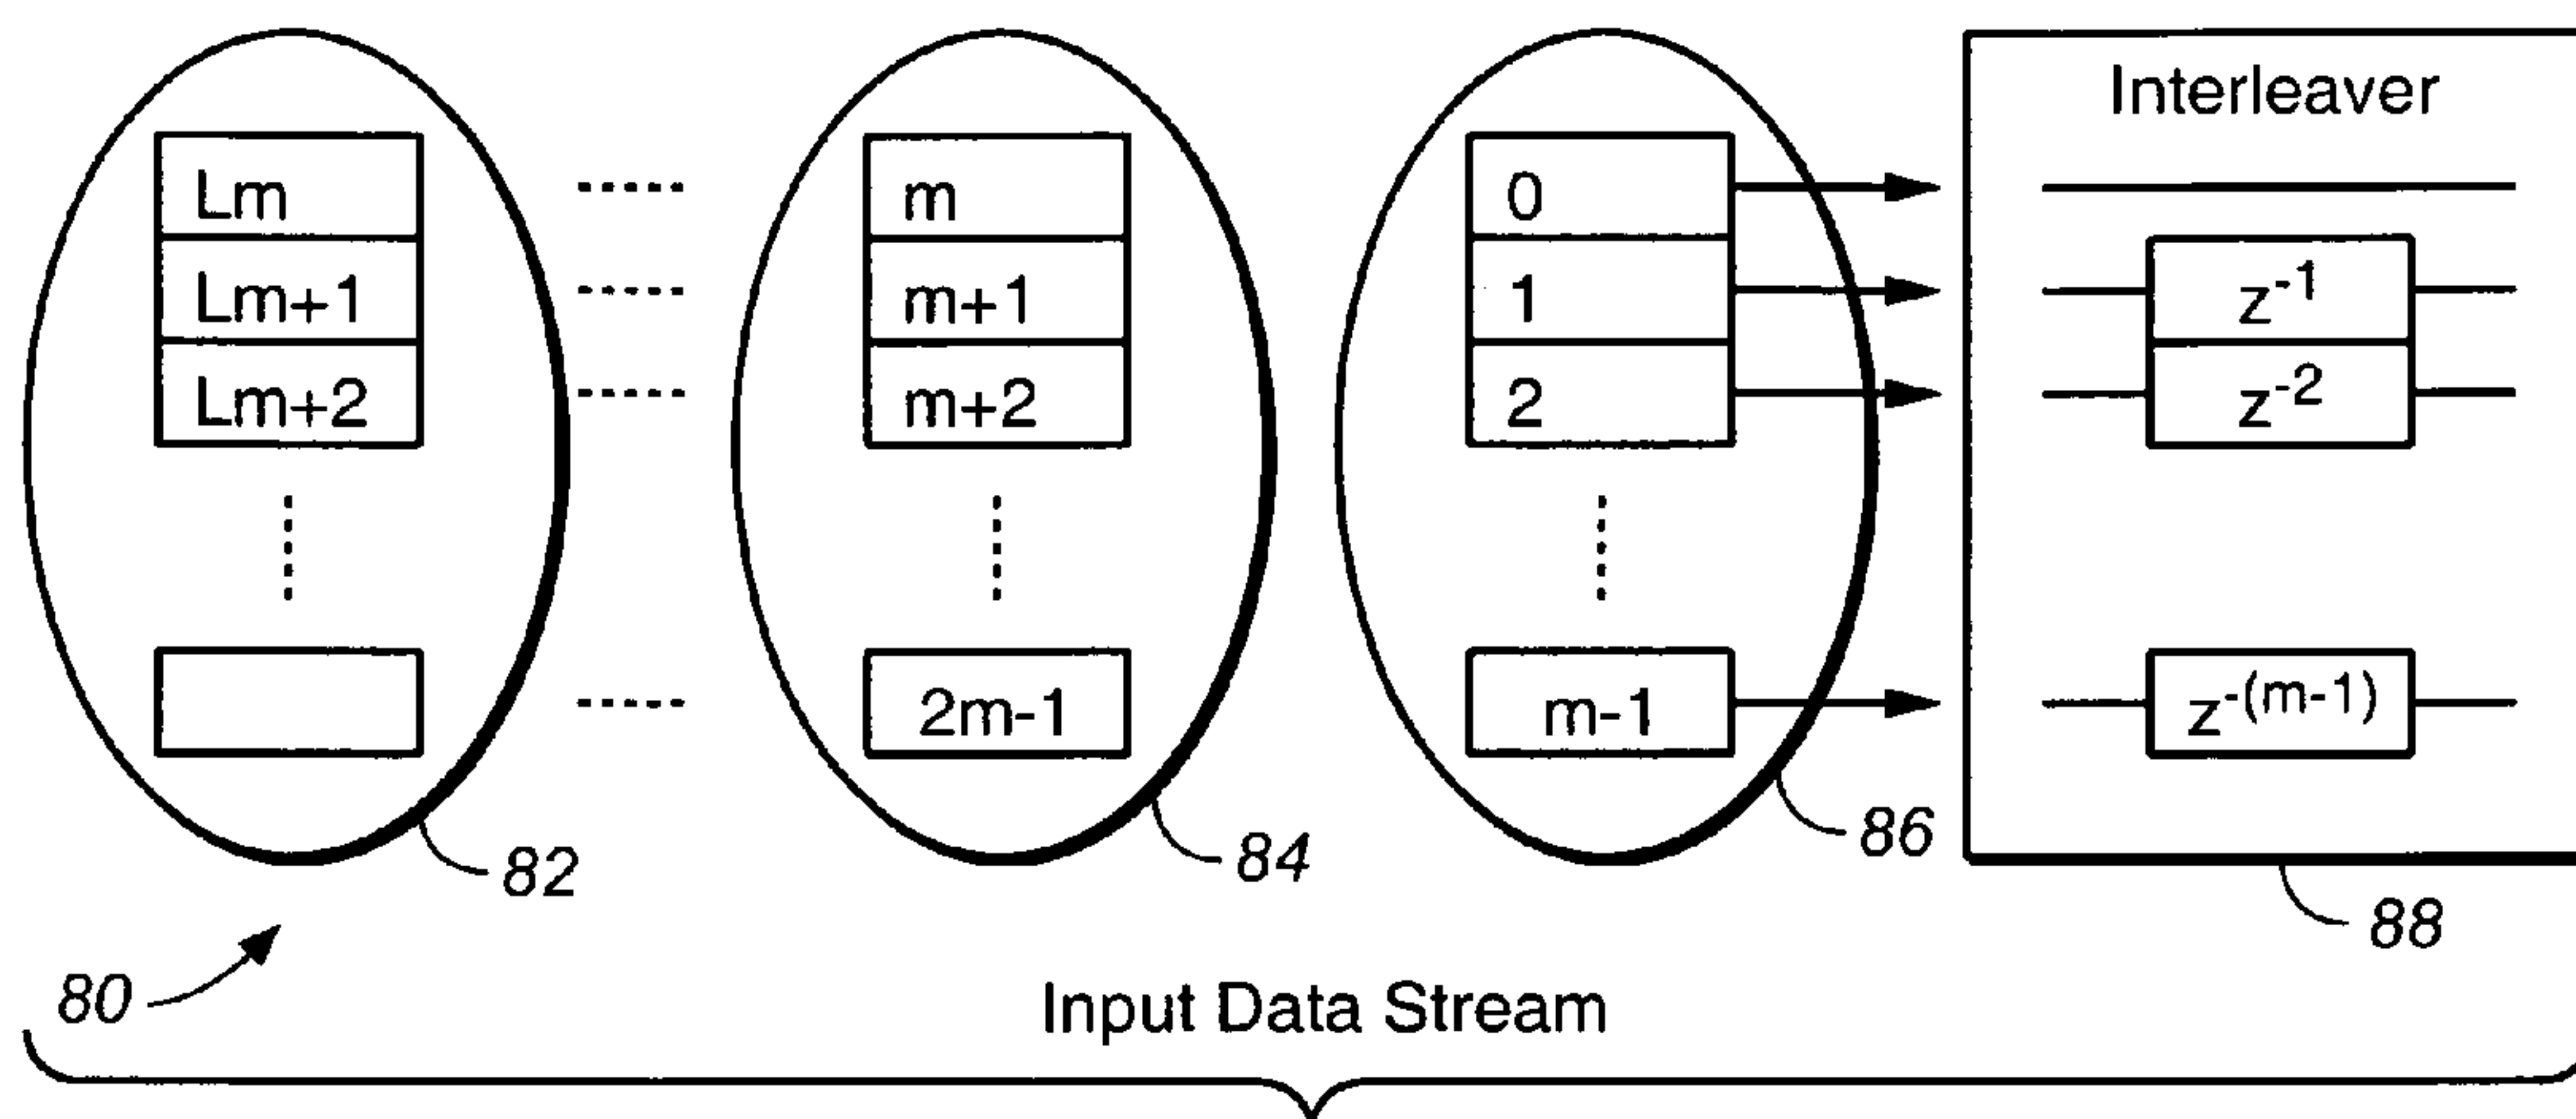 Interleaver
Lm m 0
Lm+1 m+1 1 z⁻¹
Lm+2 m+2 2 z⁻²
2m-1 m-1 z⁻⁽ᵐ⁻¹⁾
82 84 86 88
80
Input Data Stream